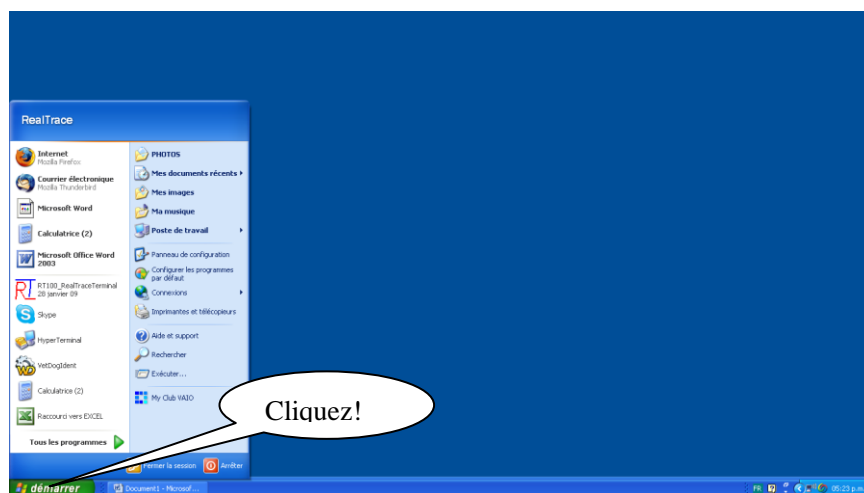 RealTrace
Internet
Mozilla Firefox
Courrier électronique
Mozilla Thunderbird
Microsoft Word
Calculatrice (2)
Microsoft Office Word
2003
RT100_RealTraceTerminal
28 janvier 09
Skype
HyperTerminal
VetDogIdent
Calculatrice (2)
Raccourci vers EXCEL
Tous les programmes
PHOTOS
Mes documents récents
Mes images
Ma musique
Poste de travail
Panneau de configuration
Configurer les programmes
par défaut
Connexions
Imprimantes et télécopieurs
Aide et support
Rechercher
Exécuter...
My Club VAIO
Cliquez!
Fermer la session
Arrêter
démarrer
Document1 - Microsof...
FR
05:23 p.m.